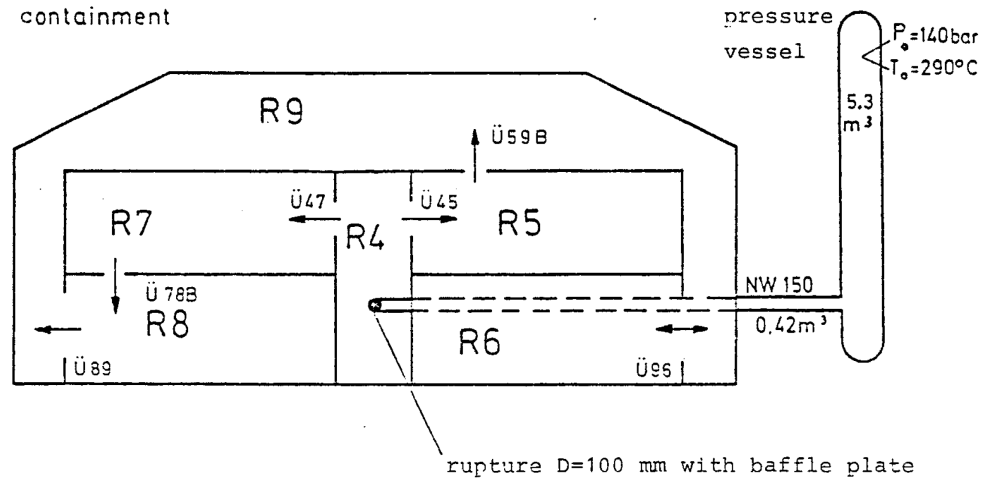 containment
pressure
vessel
P₀=140bar
T₀=290°C
5.3
m³
R9
Ü59B
Ü47
Ü45
R7
R4
R5
Ü78B
R8
R6
NW 150
0,42m³
Ü89
Ü96
rupture D=100 mm with baffle plate